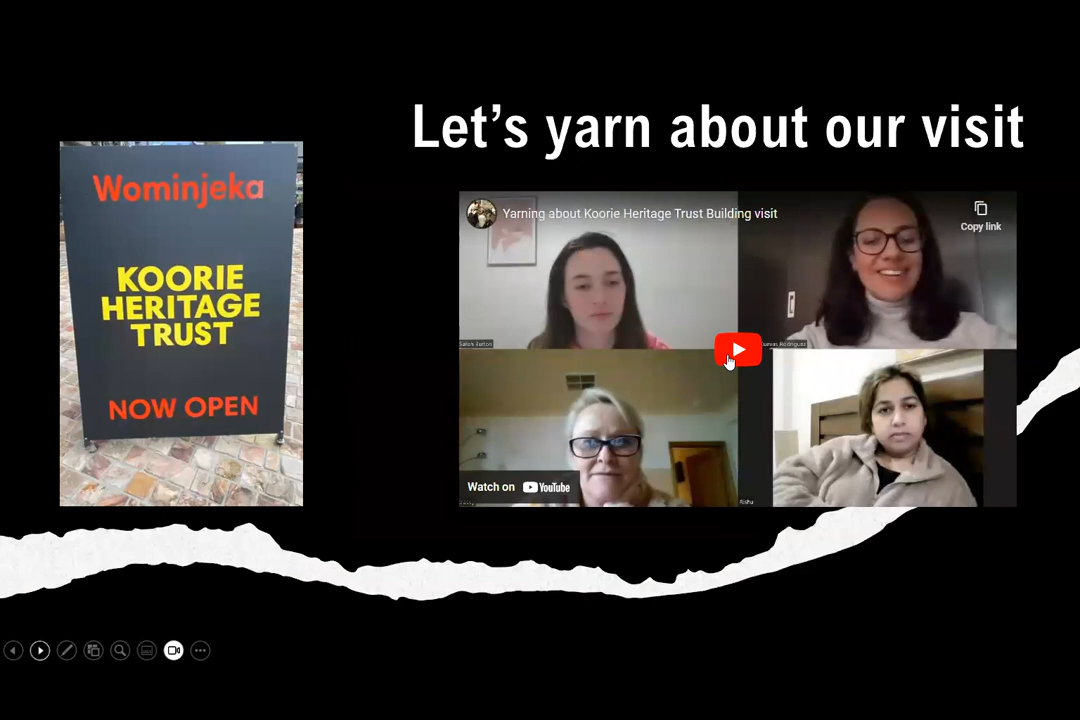 Let's yarn about our visit
Wominjeka
KOORIE
HERITAGE
TRUST
NOW OPEN
Yarning about Koorie Heritage Trust Building visit
Copy link
Watch on YouTube
Rishu